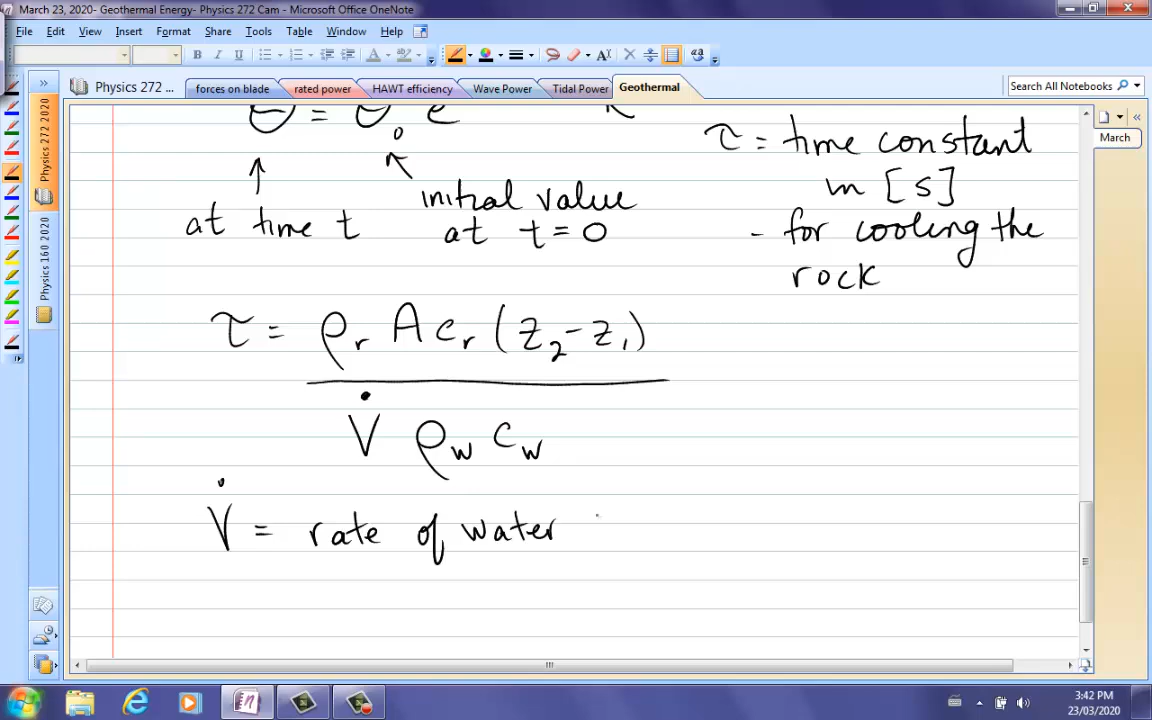 March 23, 2020- Geothermal Energy- Physics 272 Cam - Microsoft Office OneNote
File Edit View Insert Format Share Tools Table Window Help
B I U
Physics 272 ... forces on blade rated power HAWT efficiency Wave Power Tidal Power Geothermal
Search All Notebooks
March
Physics 272 2020
Physics 160 2020
θ = θ₀ e
at time t
initial value
at t = 0
τ = time constant
in [s]
- for cooling the
rock
τ = ρr A cr (z2 - z1)
V̇ ρw cw
V̇ = rate of water
3:42 PM
23/03/2020